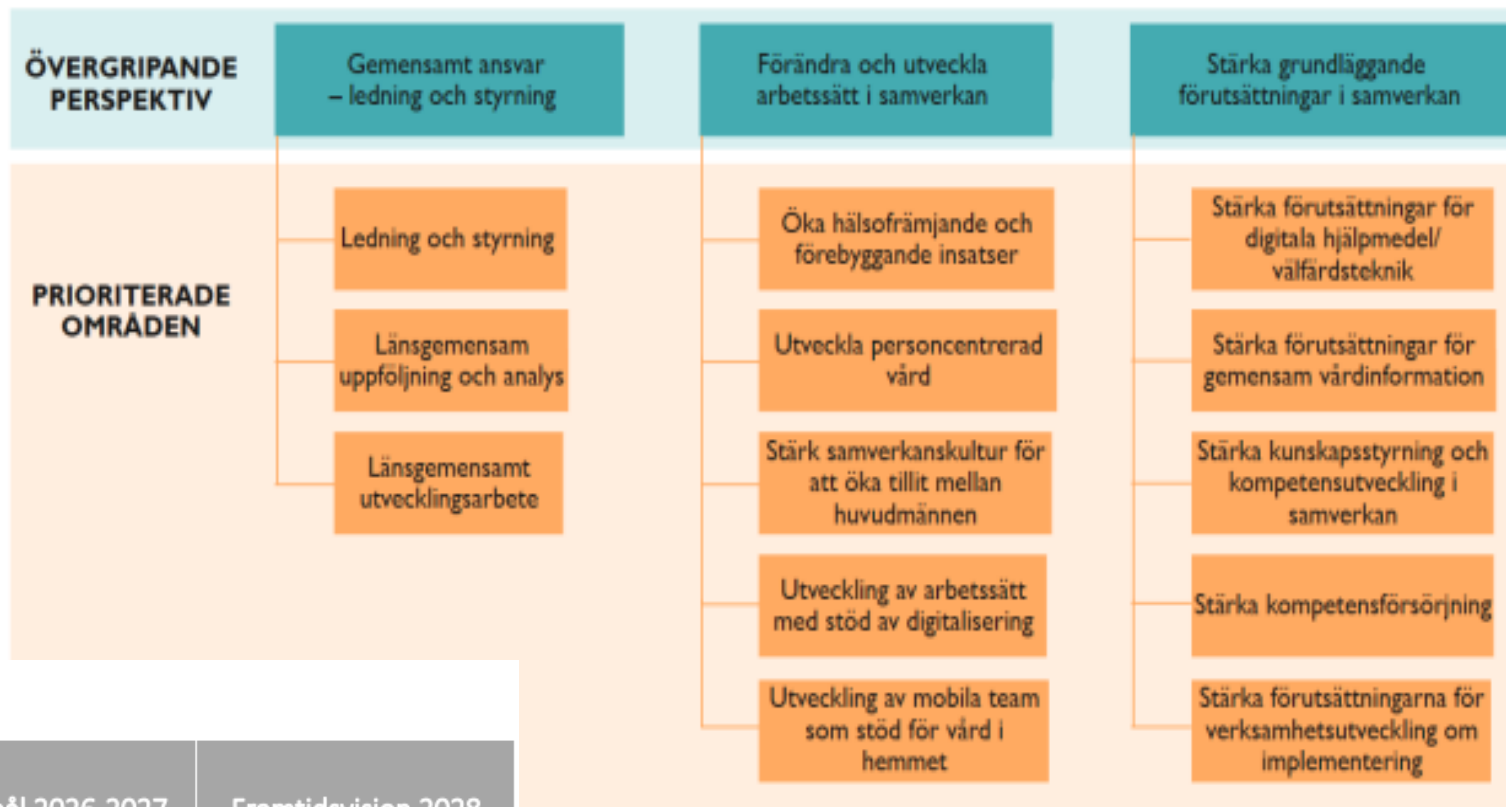 ÖVERGRIPANDE
PERSPEKTIV
Gemensamt ansvar
– ledning och styrning
Förändra och utveckla
arbetssätt i samverkan
Stärka grundläggande
förutsättningar i samverkan
PRIORITERADE
OMRÅDEN
Ledning och styrning
Länsgemensam
uppföljning och analys
Länsgemensamt
utvecklingsarbete
Öka hälsofrämjande och
förebyggande insatser
Utveckla personcentrerad
vård
Stärk samverkanskultur för
att öka tillit mellan
huvudmännen
Utveckling av arbetssätt
med stöd av digitalisering
Utveckling av mobila team
som stöd för vård i
hemmet
Stärka förutsättningar för
digitala hjälpmedel/
välfärdsteknik
Stärka förutsättningar för
gemensam vårdinformation
Stärka kunskapsstyrning och
kompetensutveckling i
samverkan
Stärka kompetensförsörjning
Stärka förutsättningarna för
verksamhetsutveckling om
implementering
2026-2027
Framtidsvision 2028